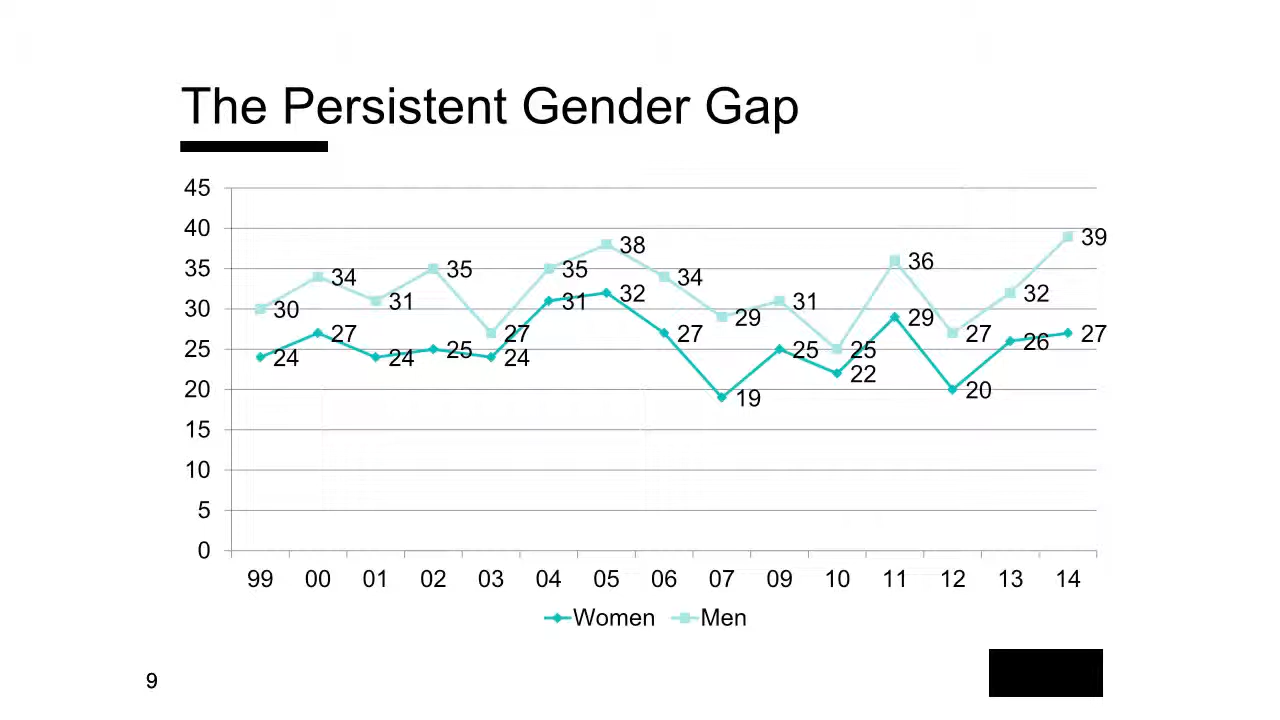 The Persistent Gender Gap
45
40
35
30
25
20
15
10
5
0
30 34 31 35 27 35 38 34 29 31 25 36 27 32 39
24 27 24 25 24 31 32 27 19 25 22 29 20 26 27
99 00 01 02 03 04 05 06 07 09 10 11 12 13 14
Women Men
9